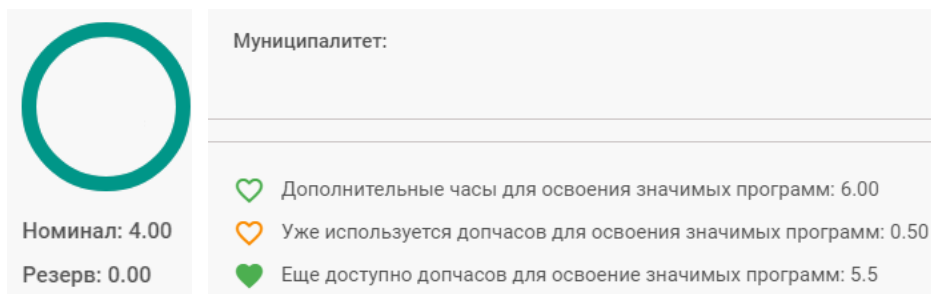 Муниципалитет:
Дополнительные часы для освоения значимых программ: 6.00
Номинал: 4.00
Уже используется допчасов для освоения значимых программ: 0.50
Резерв: 0.00
Еще доступно допчасов для освоение значимых программ: 5.5